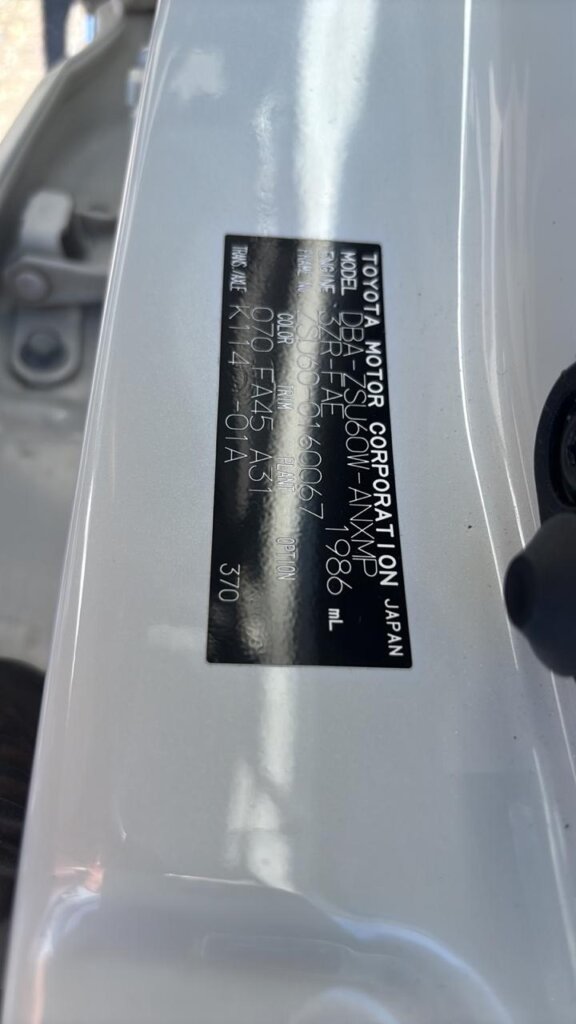 TOYOTA MOTOR CORPORATION JAPAN
MODEL DBA-ZSU60W-ANXMP
ENGINE 3ZR-FAE 1986 mL
FRAME No. ZSU60-0160067
COLOR TRIM PLANT OPTION
070 FA45 A31
TRANS./AXLE K114 -01A 370